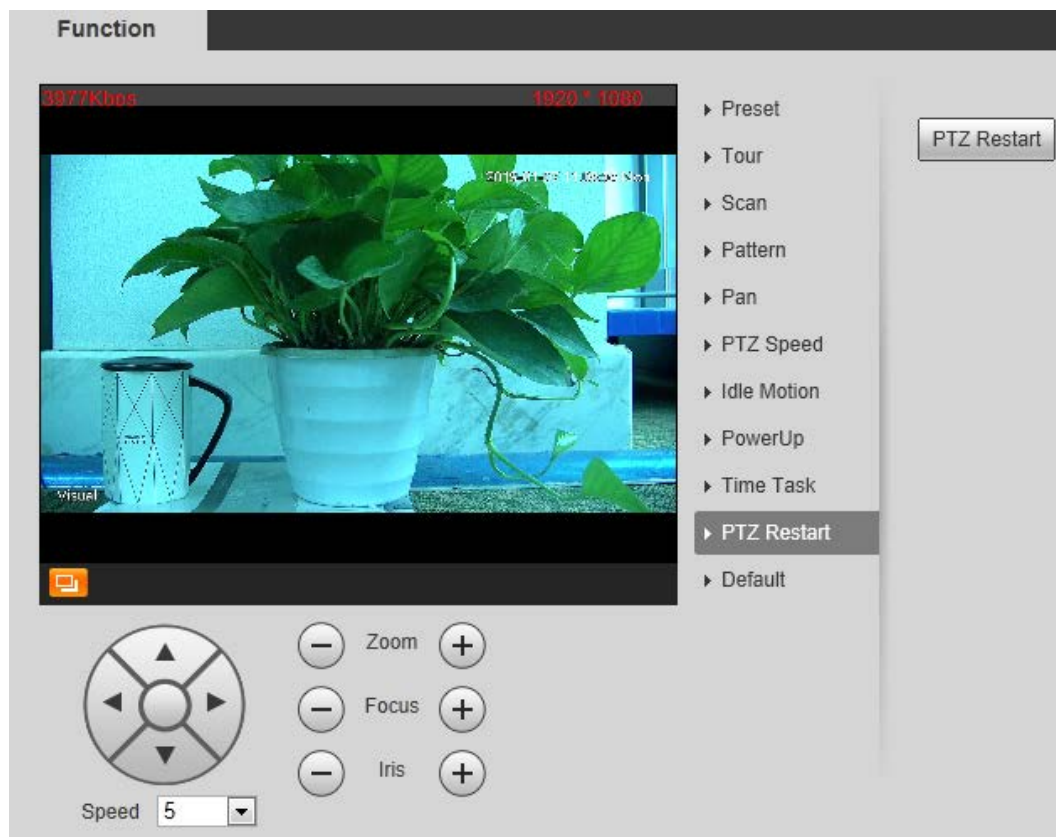 Function
3977Kbps
1920 * 1080
Visual
Preset
Tour
Scan
Pattern
Pan
PTZ Speed
Idle Motion
PowerUp
Time Task
PTZ Restart
Default
PTZ Restart
Zoom
Focus
Iris
Speed 5